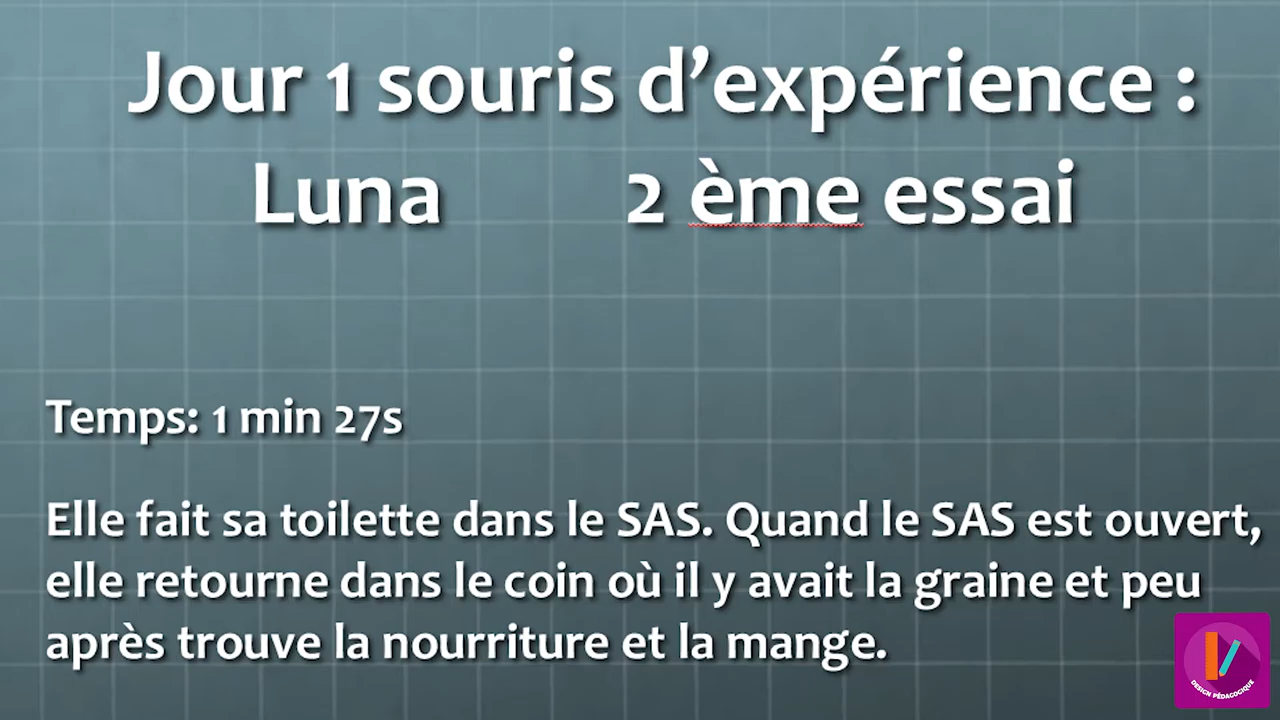 Jour 1 souris d’expérience :
Luna 2 ème essai
Temps: 1 min 27s
Elle fait sa toilette dans le SAS. Quand le SAS est ouvert,
elle retourne dans le coin où il y avait la graine et peu
après trouve la nourriture et la mange.
DESIGN PÉDAGOGIQUE